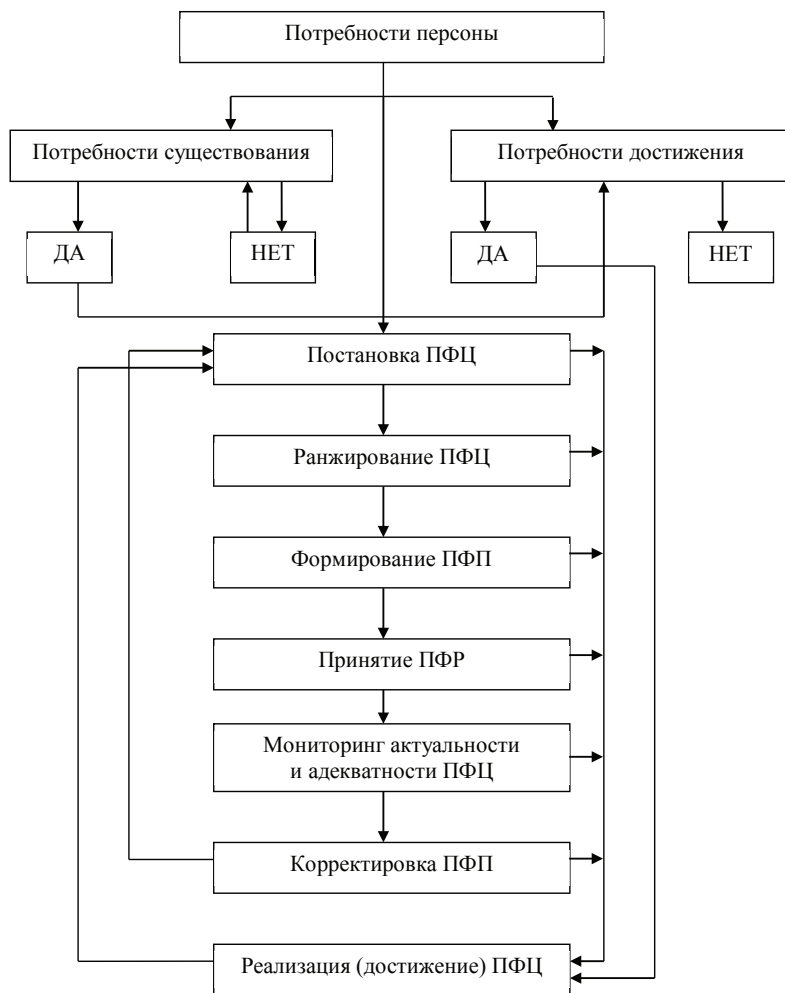 Потребности персоны
Потребности существования
Потребности достижения
ДА
НЕТ
ДА
НЕТ
Постановка ПФЦ
Ранжирование ПФЦ
Формирование ПФП
Принятие ПФР
Мониторинг актуальности
и адекватности ПФЦ
Корректировка ПФП
Реализация (достижение) ПФЦ